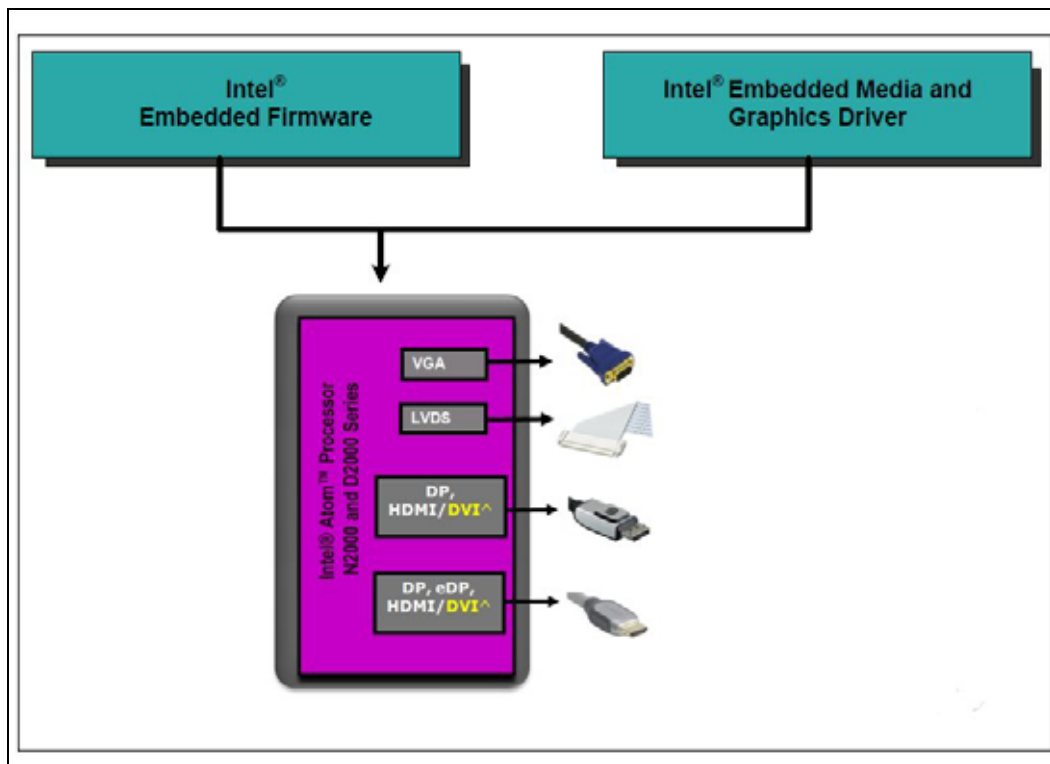 Intel®
Embedded Firmware
Intel® Embedded Media and
Graphics Driver
Intel® Atom™ Processor
N2000 and D2000 Series
VGA
LVDS
DP,
HDMI/DVI^
DP, eDP,
HDMI/DVI^